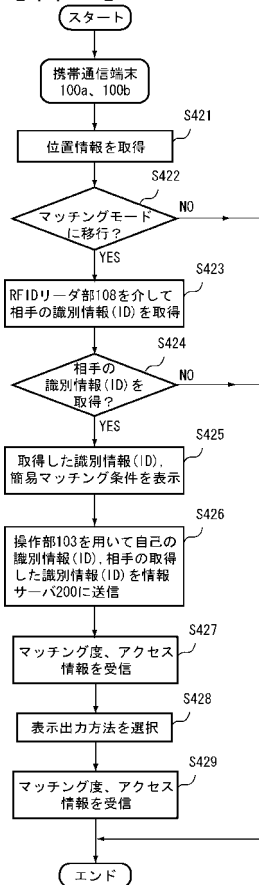 スタート
携帯通信端末
100a、100b
S421
位置情報を取得
S422
マッチングモード
に移行？
NO
YES
S423
RFIDリーダ部108を介して
相手の識別情報(ID)を取得
S424
相手の
識別情報(ID)を
取得？
NO
YES
S425
取得した識別情報(ID),
簡易マッチング条件を表示
S426
操作部103を用いて自己の
識別情報(ID),相手の取得
した識別情報(ID)を情報
サーバ200に送信
S427
マッチング度、アクセス
情報を受信
S428
表示出力方法を選択
S429
マッチング度、アクセス
情報を受信
エンド